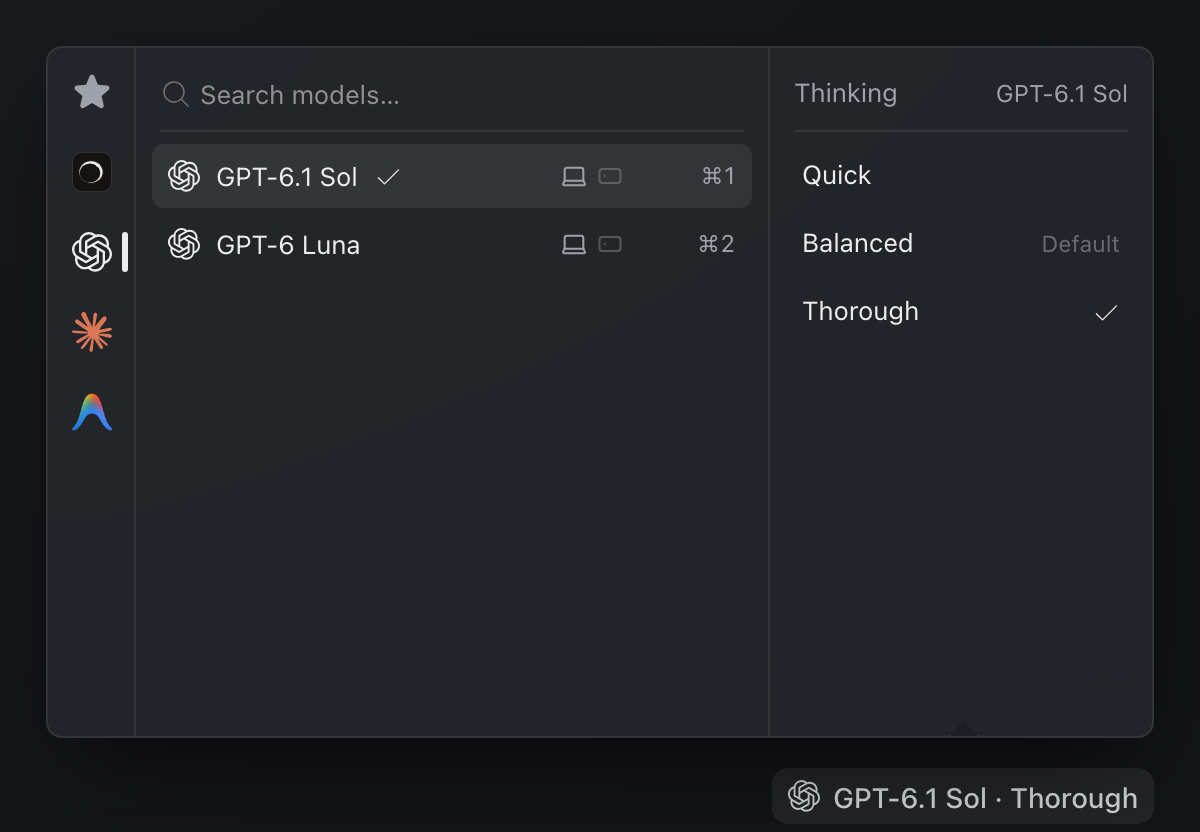 Search models...
GPT-6.1 Sol ⌘1
GPT-6 Luna ⌘2
Thinking GPT-6.1 Sol
Quick
Balanced Default
Thorough
GPT-6.1 Sol · Thorough